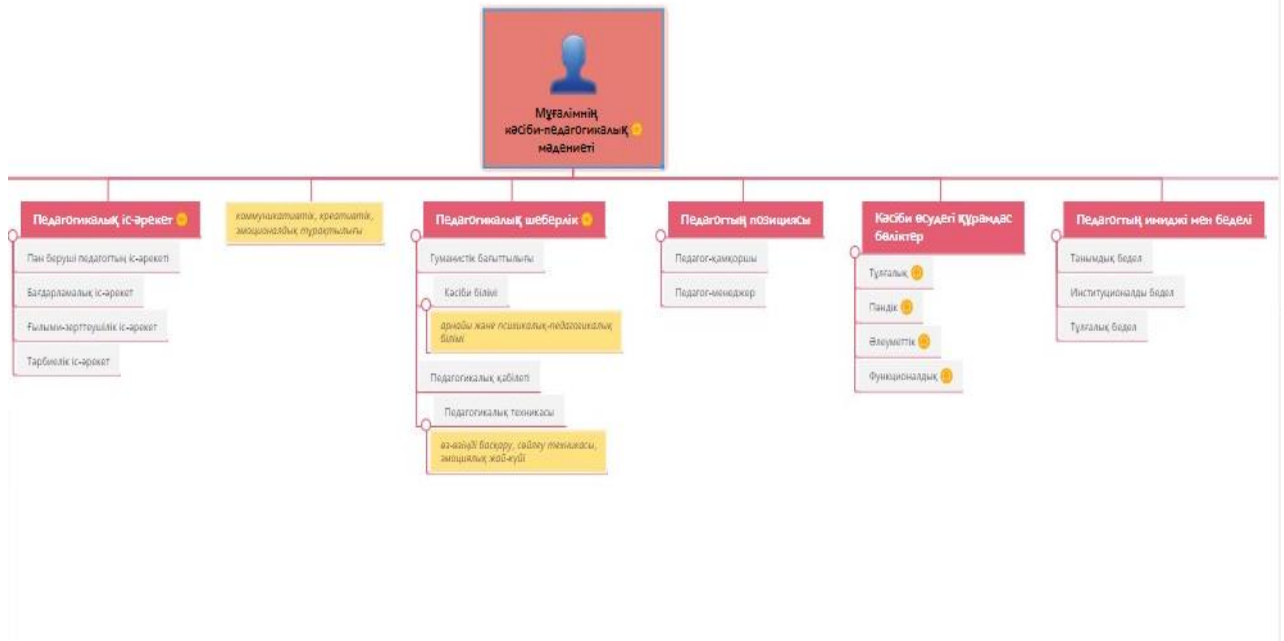 Мұғалімнің
кәсіби-педагогикалық
мәдениеті
Педагогикалық іс-әрекет
Пән беруші педагогтың іс-әрекеті
Бағдарламалық іс-әрекет
Ғылыми-зерттеушілік іс-әрекет
Тәрбиелік іс-әрекет
коммуникативтік, креативтік,
эмоционалдық тұрақтылығы
Педагогикалық шеберлік
Гуманистік бағыттылығы
Кәсіби білімі
арнайы және психикалық-педагогикалық
білімі
Педагогикалық қабілеті
Педагогикалық техникасы
өз-өзіңді басқару, сөйлеу техникасы,
эмоциялық жай-күйі
Педагогтың позициясы
Педагог-қамқоршы
Педагог-менеджер
Кәсіби өсудегі құрамдас
бөліктер
Тұлғалық
Пәндік
Әлеуметтік
Функционалдық
Педагогтың имиджі мен беделі
Танымдық бедел
Институционалды бедел
Тұлғалық бедел